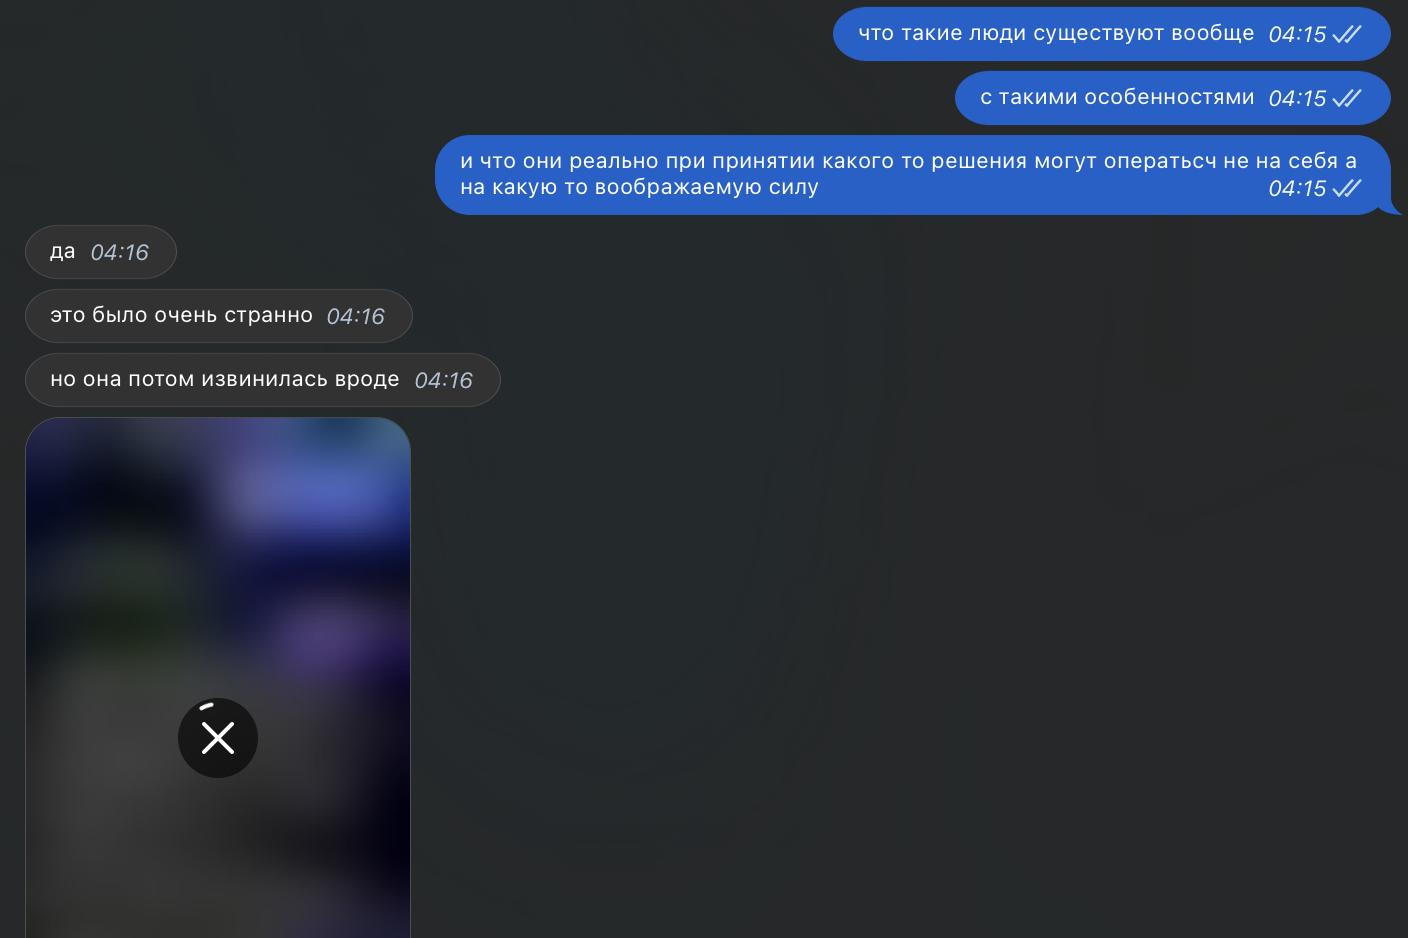 что такие люди существуют вообще 04:15
с такими особенностями 04:15
и что они реально при принятии какого то решения могут оператьсч не на себя а
на какую то воображаемую силу 04:15
да 04:16
это было очень странно 04:16
но она потом извинилась вроде 04:16